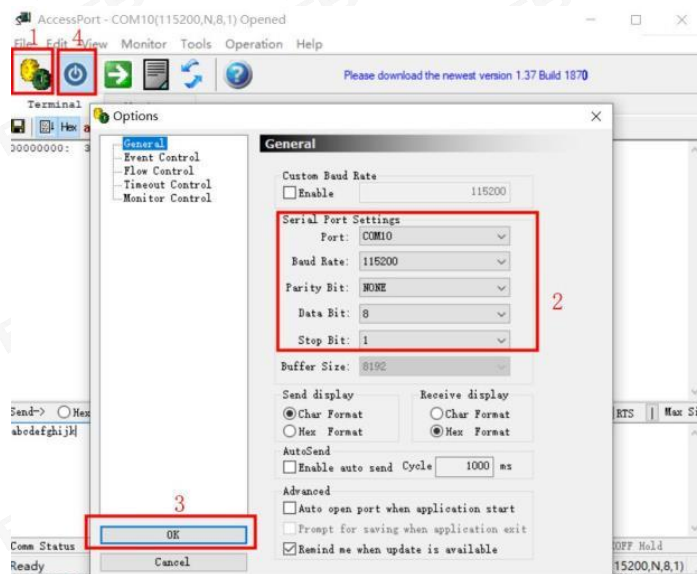 AccessPort - COM10(115200,N,8,1) Opened
1 4
File Edit View Monitor Tools Operation Help
Please download the newest version 1.37 Build 1870
Terminal
Hex
00000000: 3
Options
General
Event Control
Flow Control
Timeout Control
Monitor Control
General
Custom Baud Rate
Enable 115200
Serial Port Settings
Port: COM10
Baud Rate: 115200
Parity Bit: NONE
Data Bit: 8
Stop Bit: 1
2
Buffer Size: 8192
Send display Receive display
Char Format Char Format
Hex Format Hex Format
AutoSend
Enable auto send Cycle 1000 ms
Advanced
Auto open port when application start
Prompt for saving when application exit
Remind me when update is available
3
OK
Cancel
Send-> Hex
RTS | Max Si
abcdefghijk
Comm Status
OFF Hold
Ready
15200,N,8,1)